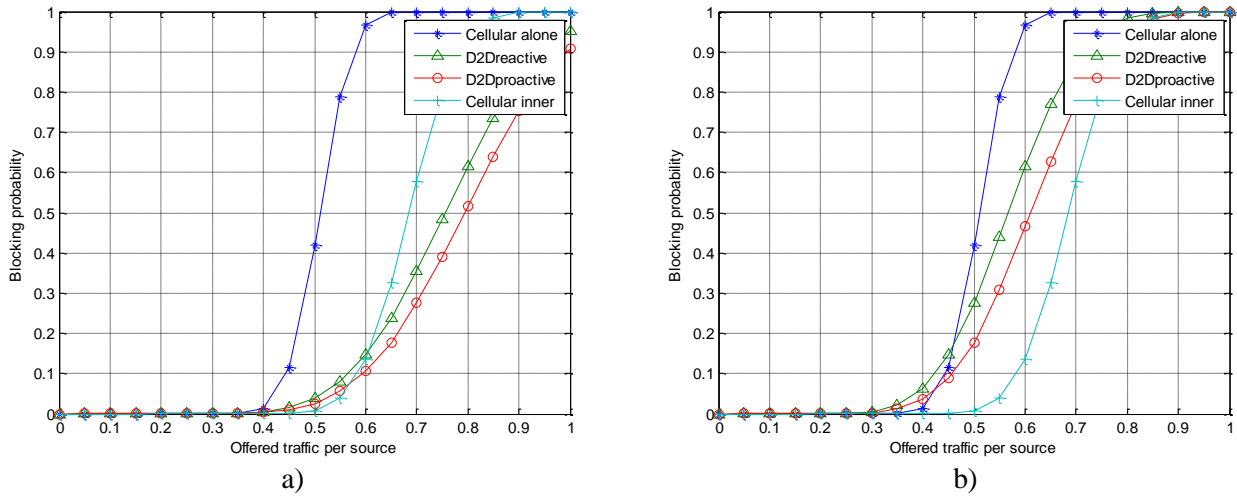 1
0.9
0.8
0.7
0.6
0.5
0.4
0.3
0.2
0.1
0
Blocking probability
Cellular alone
D2Dreactive
D2Dproactive
Cellular inner
0 0.1 0.2 0.3 0.4 0.5 0.6 0.7 0.8 0.9 1
Offered traffic per source
a)
1
0.9
0.8
0.7
0.6
0.5
0.4
0.3
0.2
0.1
0
Blocking probability
Cellular alone
D2Dreactive
D2Dproactive
Cellular inner
0 0.1 0.2 0.3 0.4 0.5 0.6 0.7 0.8 0.9 1
Offered traffic per source
b)